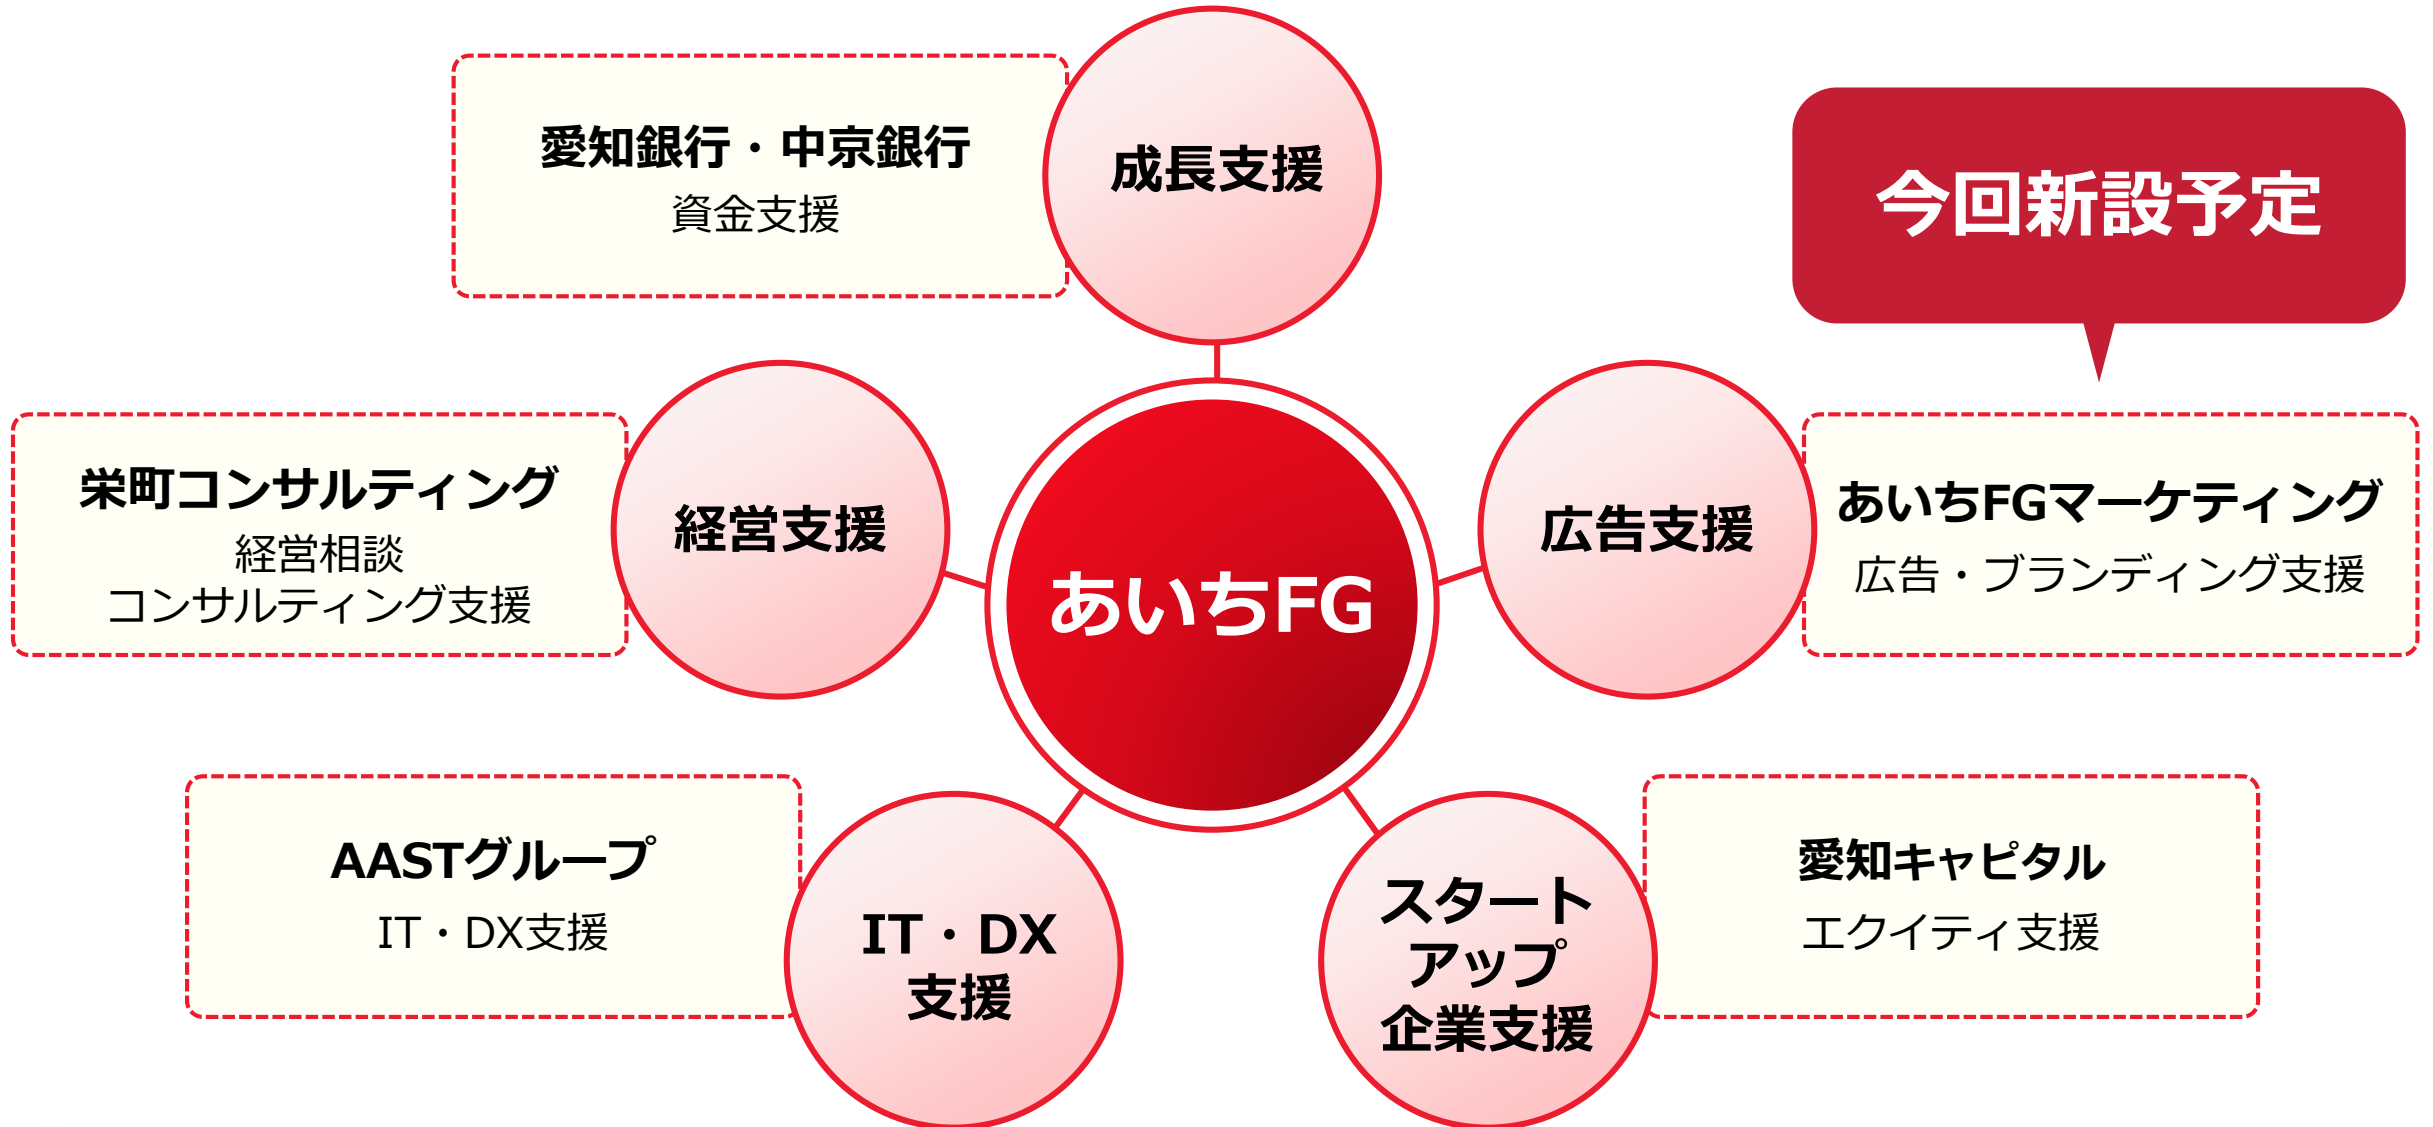 愛知銀行・中京銀行
資金支援
成長支援
今回新設予定
栄町コンサルティング
経営相談
コンサルティング支援
経営支援
あいちFG
広告支援
あいちFGマーケティング
広告・ブランディング支援
AASTグループ
IT・DX支援
IT・DX
支援
スタート
アップ
企業支援
愛知キャピタル
エクイティ支援